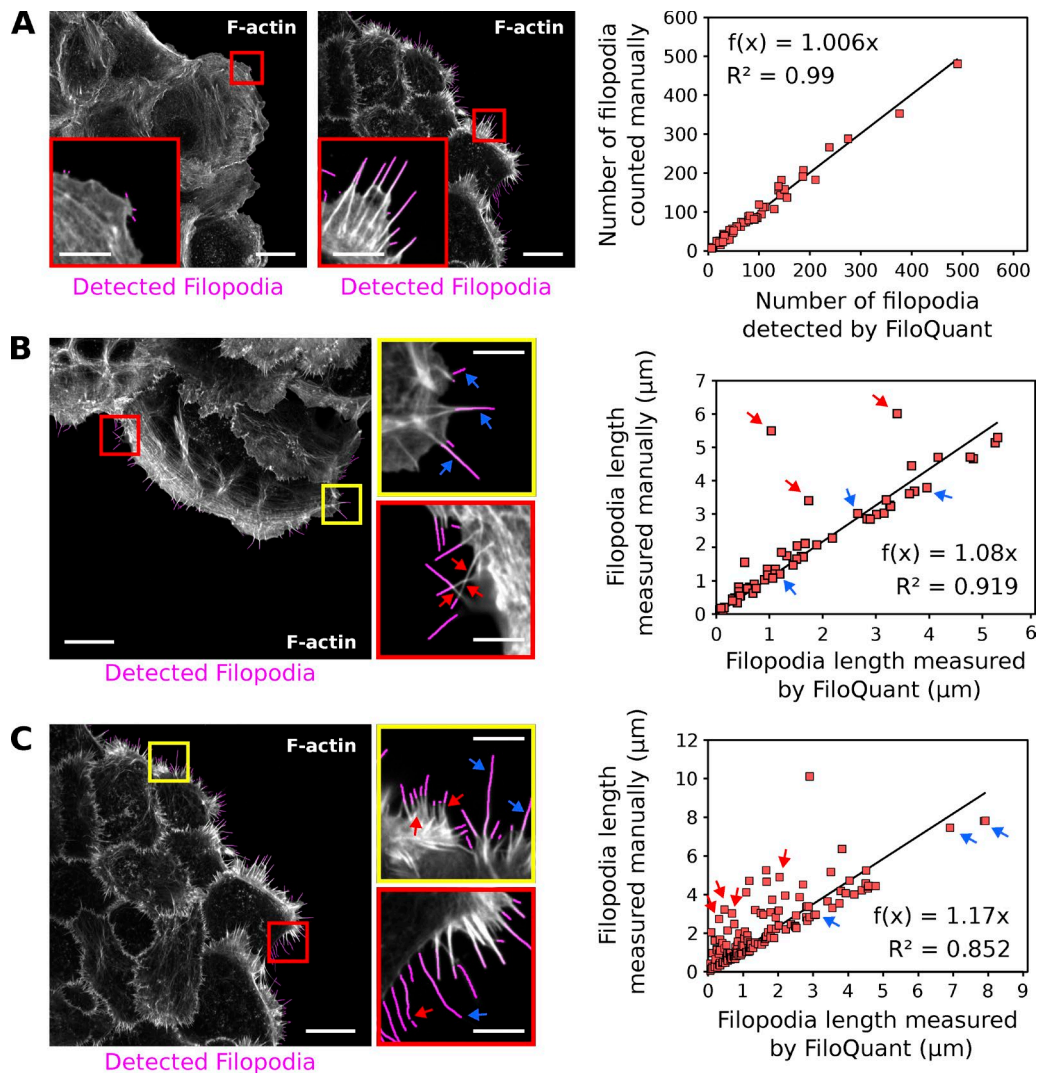 A
F-actin
Detected Filopodia
F-actin
Detected Filopodia
Number of filopodia
counted manually
600
500
400
300
200
100
0
f(x) = 1.006x
R² = 0.99
0 100 200 300 400 500 600
Number of filopodia
detected by FiloQuant
B
F-actin
Detected Filopodia
Filopodia length
measured manually (µm)
7
6
5
4
3
2
1
0
f(x) = 1.08x
R² = 0.919
0 1 2 3 4 5 6
Filopodia length measured
by FiloQuant (µm)
C
F-actin
Detected Filopodia
Filopodia length
measured manually (µm)
12
10
8
6
4
2
0
f(x) = 1.17x
R² = 0.852
0 1 2 3 4 5 6 7 8 9
Filopodia length measured
by FiloQuant (µm)